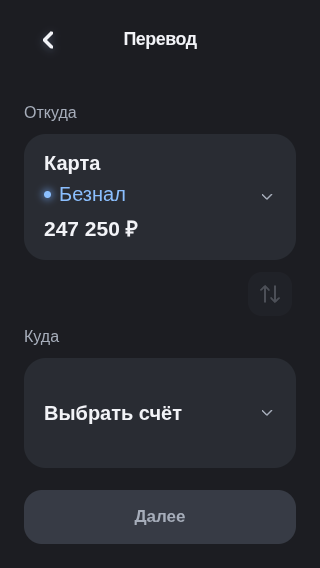 Перевод
Откуда
Карта
Безнал
247 250 ₽
Куда
Выбрать счёт
Далее